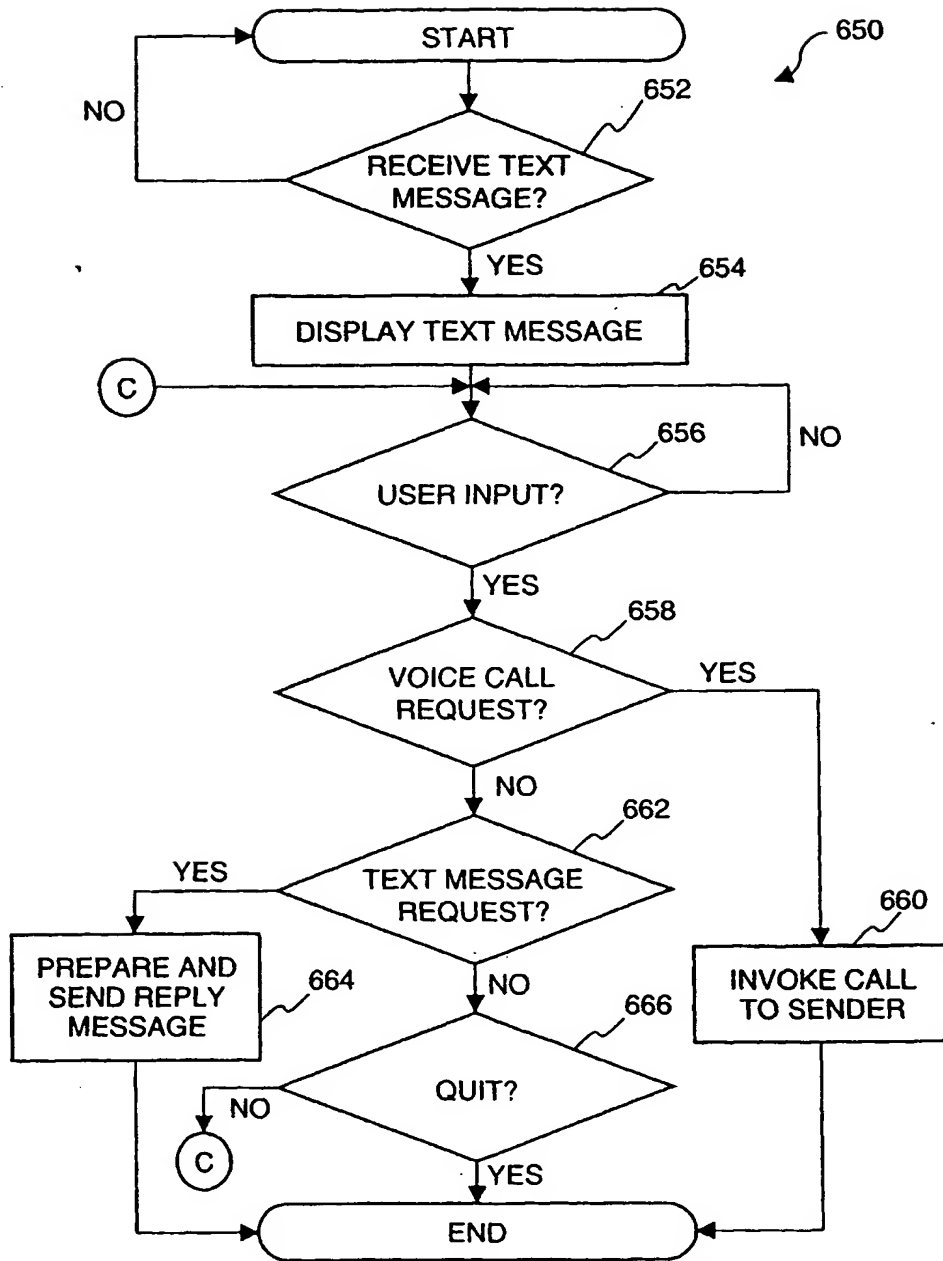 START
650
NO
652
RECEIVE TEXT
MESSAGE?
YES
654
DISPLAY TEXT MESSAGE
C
656
NO
USER INPUT?
YES
658
VOICE CALL
REQUEST?
YES
NO
662
YES
TEXT MESSAGE
REQUEST?
660
PREPARE AND
SEND REPLY
MESSAGE
664
NO
INVOKE CALL
TO SENDER
666
QUIT?
NO
C
YES
END